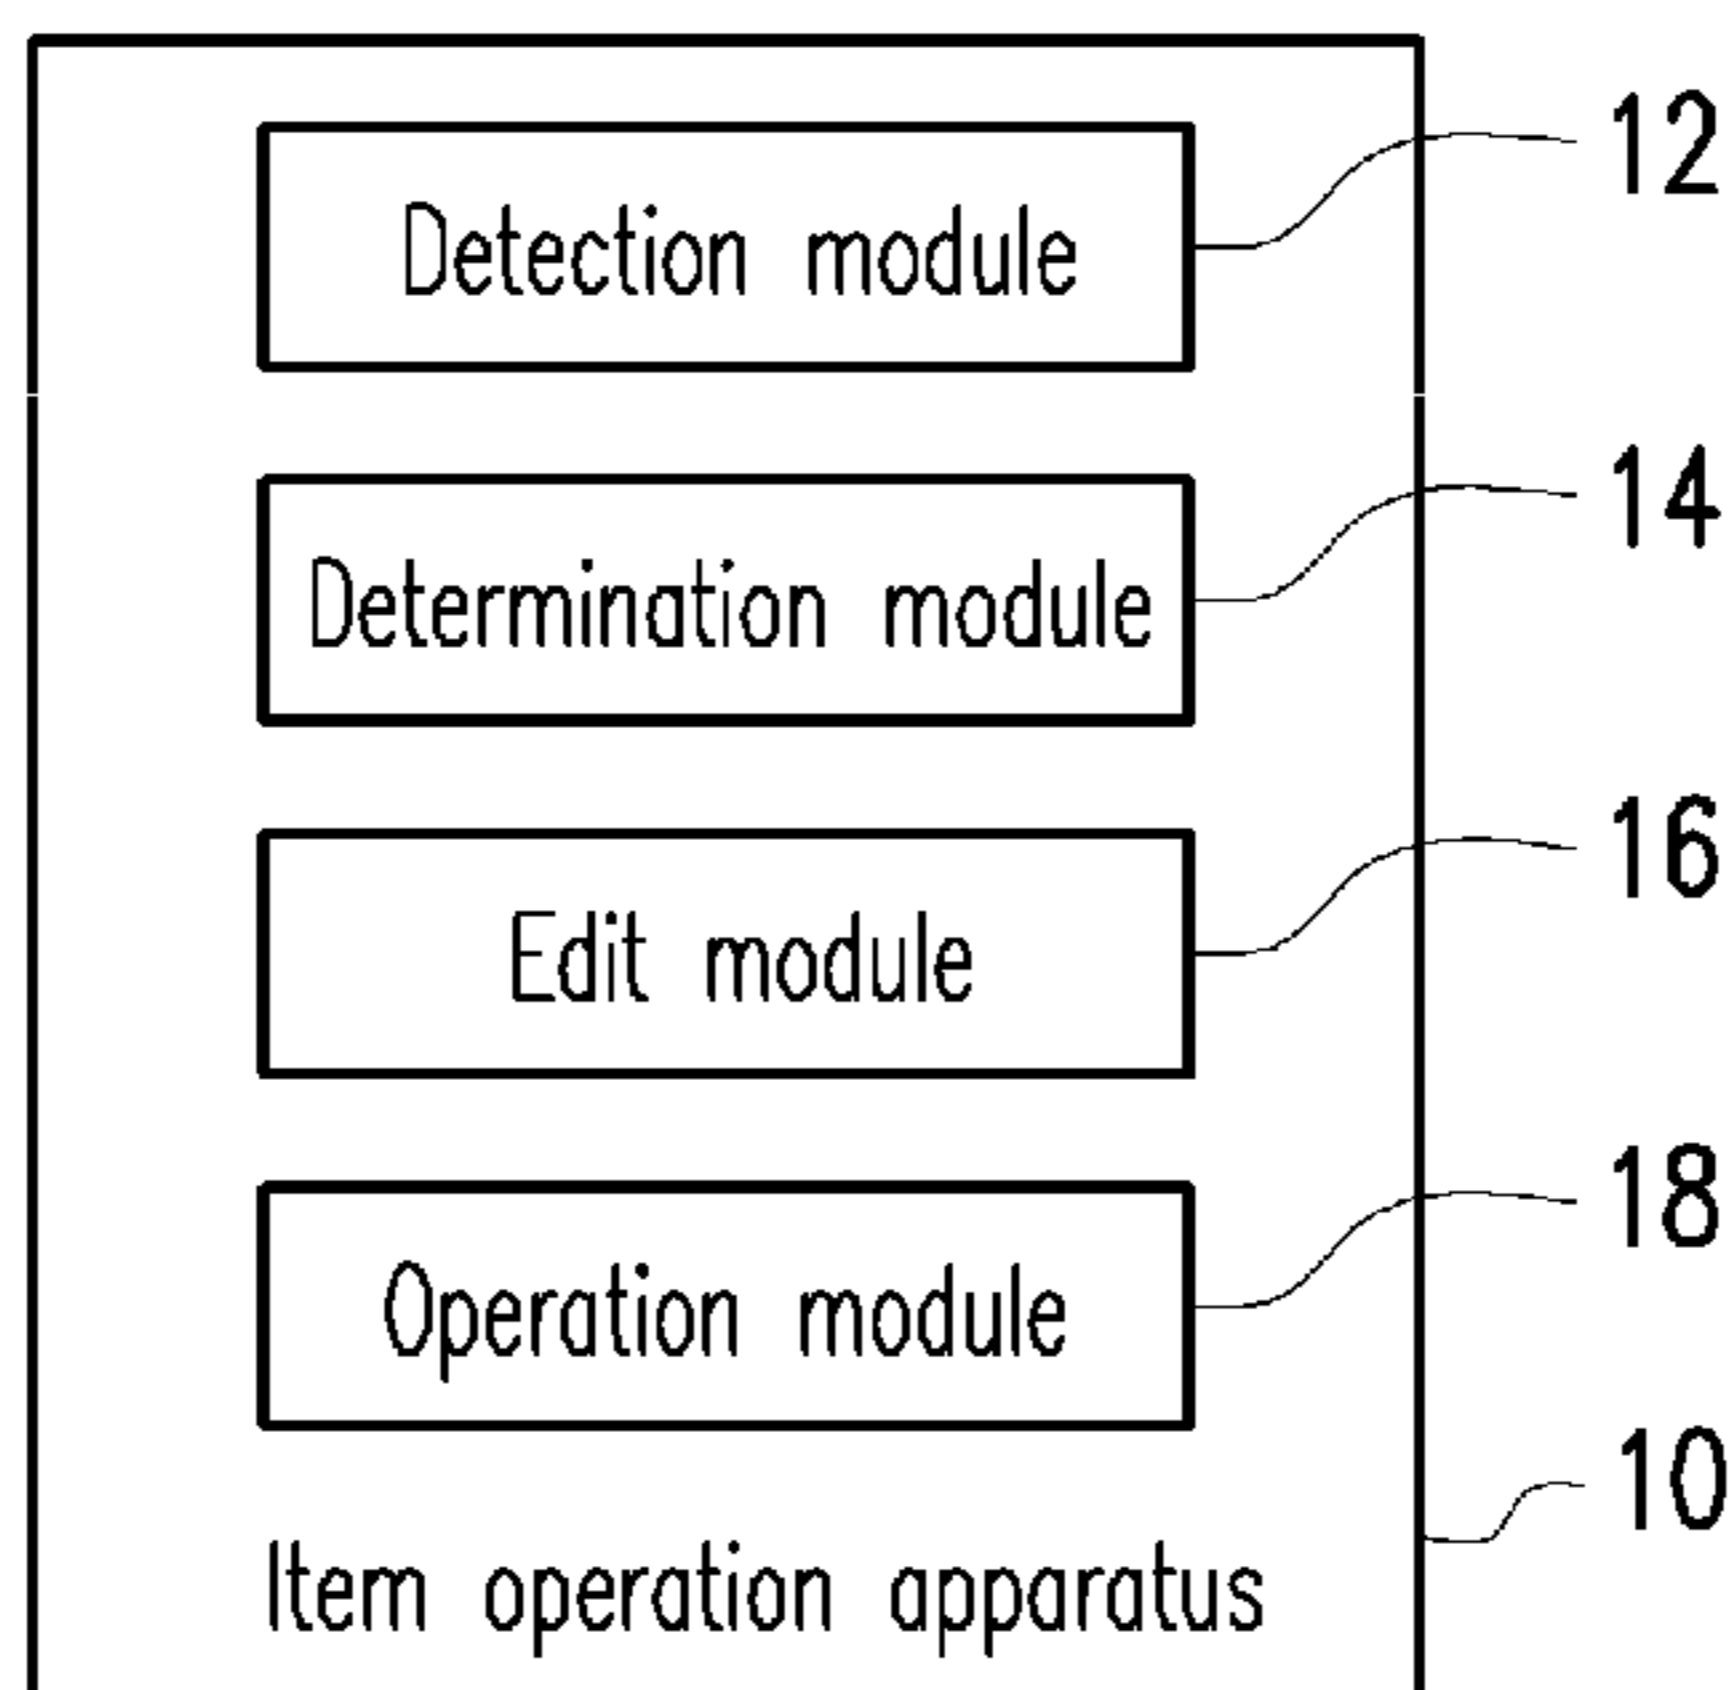 Detection module 12
Determination module 14
Edit module 16
Operation module 18
10
Item operation apparatus